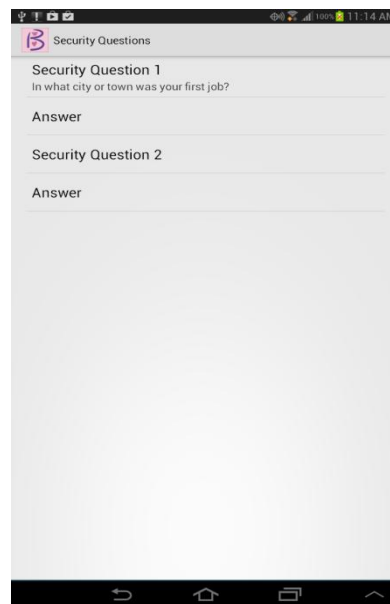 100% 11:14 AM
Security Questions
Security Question 1
In what city or town was your first job?
Answer
Security Question 2
Answer